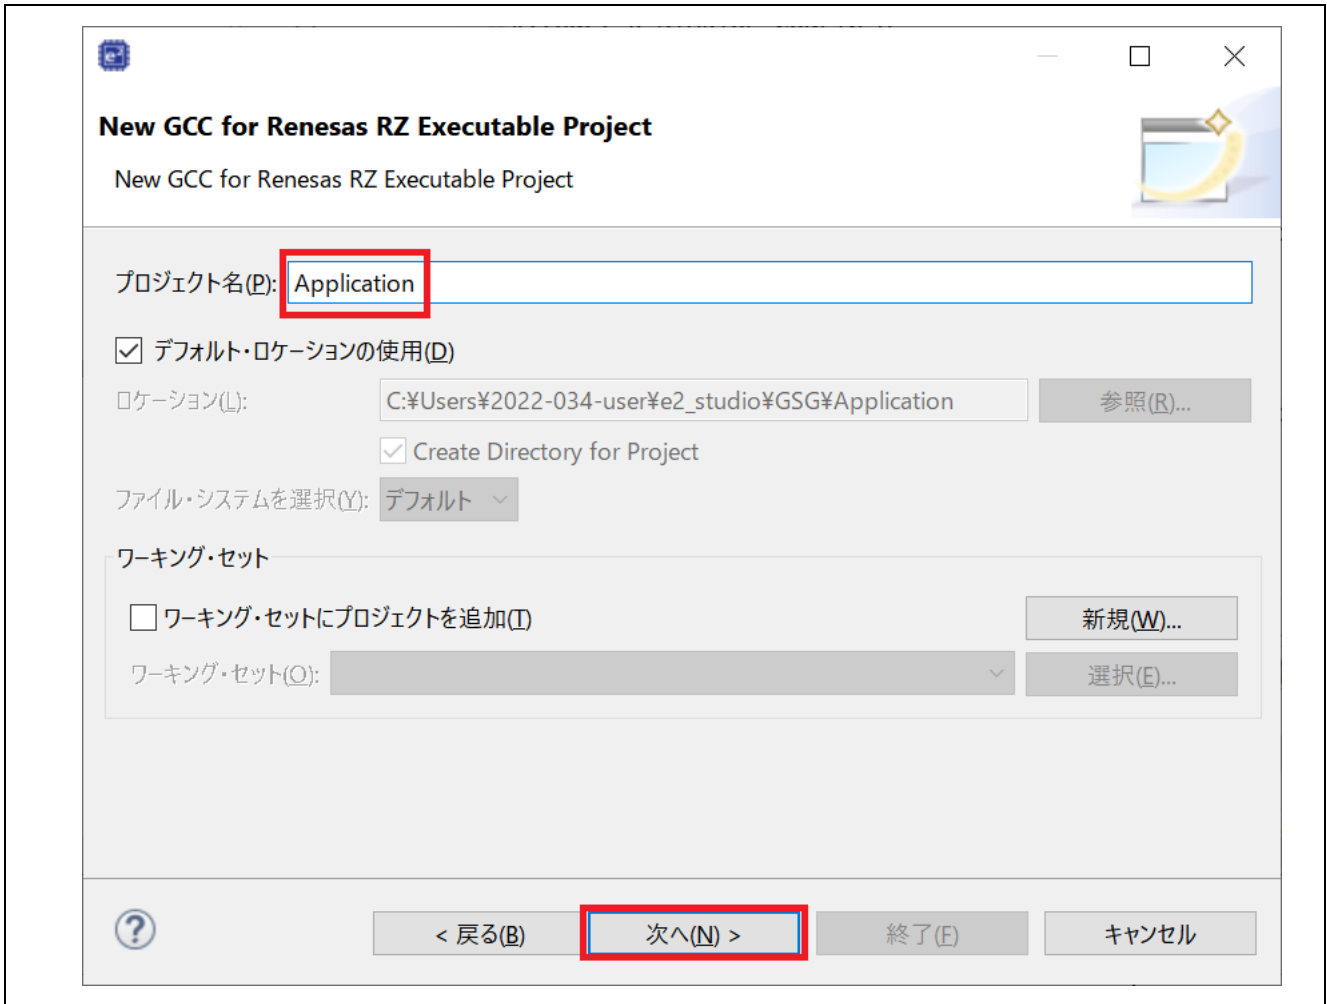 New GCC for Renesas RZ Executable Project
New GCC for Renesas RZ Executable Project
プロジェクト名(P): Application
デフォルト・ロケーションの使用(D)
ロケーション(L): C:¥Users¥2022-034-user¥e2_studio¥GSG¥Application 参照(R)...
Create Directory for Project
ファイル・システムを選択(Y): デフォルト
ワーキング・セット
ワーキング・セットにプロジェクトを追加(T) 新規(W)...
ワーキング・セット(O): 選択(E)...
< 戻る(B) 次へ(N) > 終了(F) キャンセル